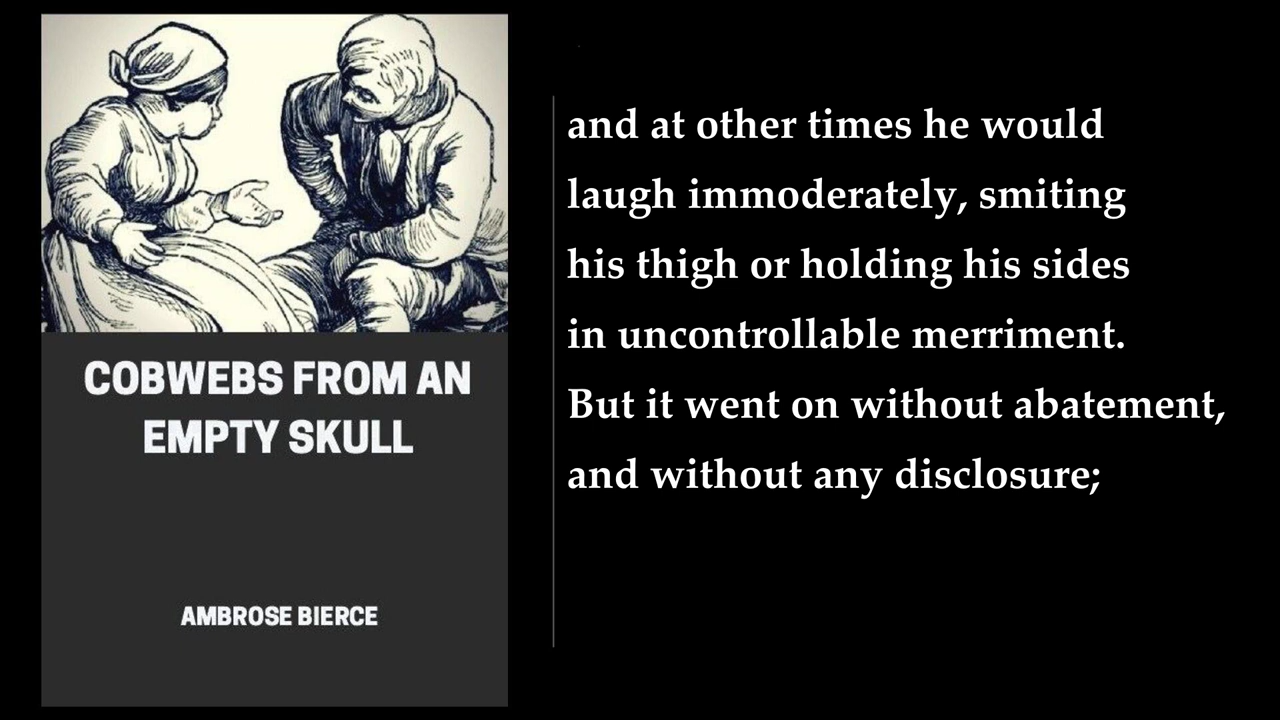 COBWEBS FROM AN
EMPTY SKULL
AMBROSE BIERCE
and at other times he would
laugh immoderately, smiting
his thigh or holding his sides
in uncontrollable merriment.
But it went on without abatement,
and without any disclosure;